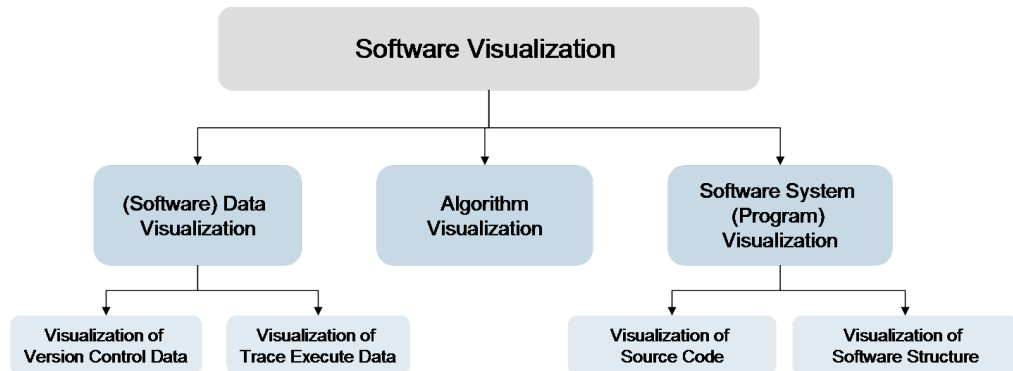 Software Visualization
(Software) Data
Visualization
Algorithm
Visualization
Software System
(Program)
Visualization
Visualization of
Version Control Data
Visualization of
Trace Execute Data
Visualization of
Source Code
Visualization of
Software Structure